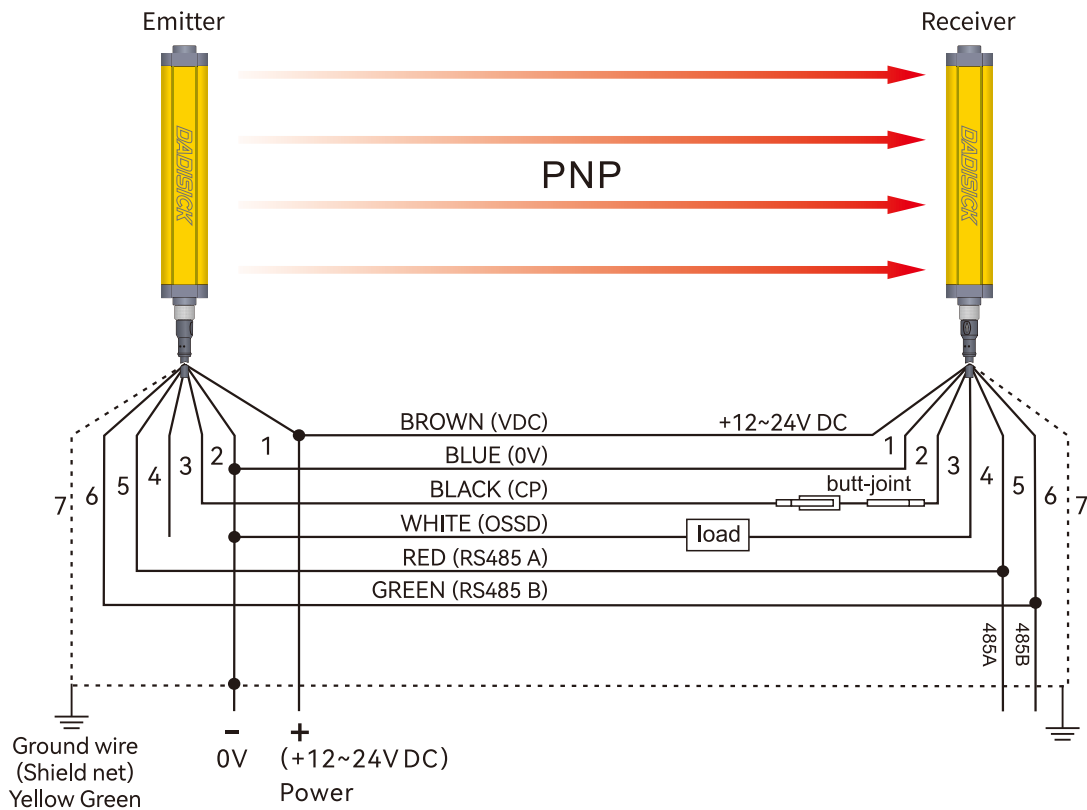 Emitter
Receiver
DADISICK
DADISICK
PNP
BROWN (VDC)
+12~24V DC
BLUE (0V)
BLACK (CP)
butt-joint
WHITE (OSSD)
load
RED (RS485 A)
GREEN (RS485 B)
7 6 5 4 3 2 1
1 2 3 4 5 6 7
485A
485B
Ground wire
(Shield net)
Yellow Green
-
0V
+
(+12~24V DC)
Power